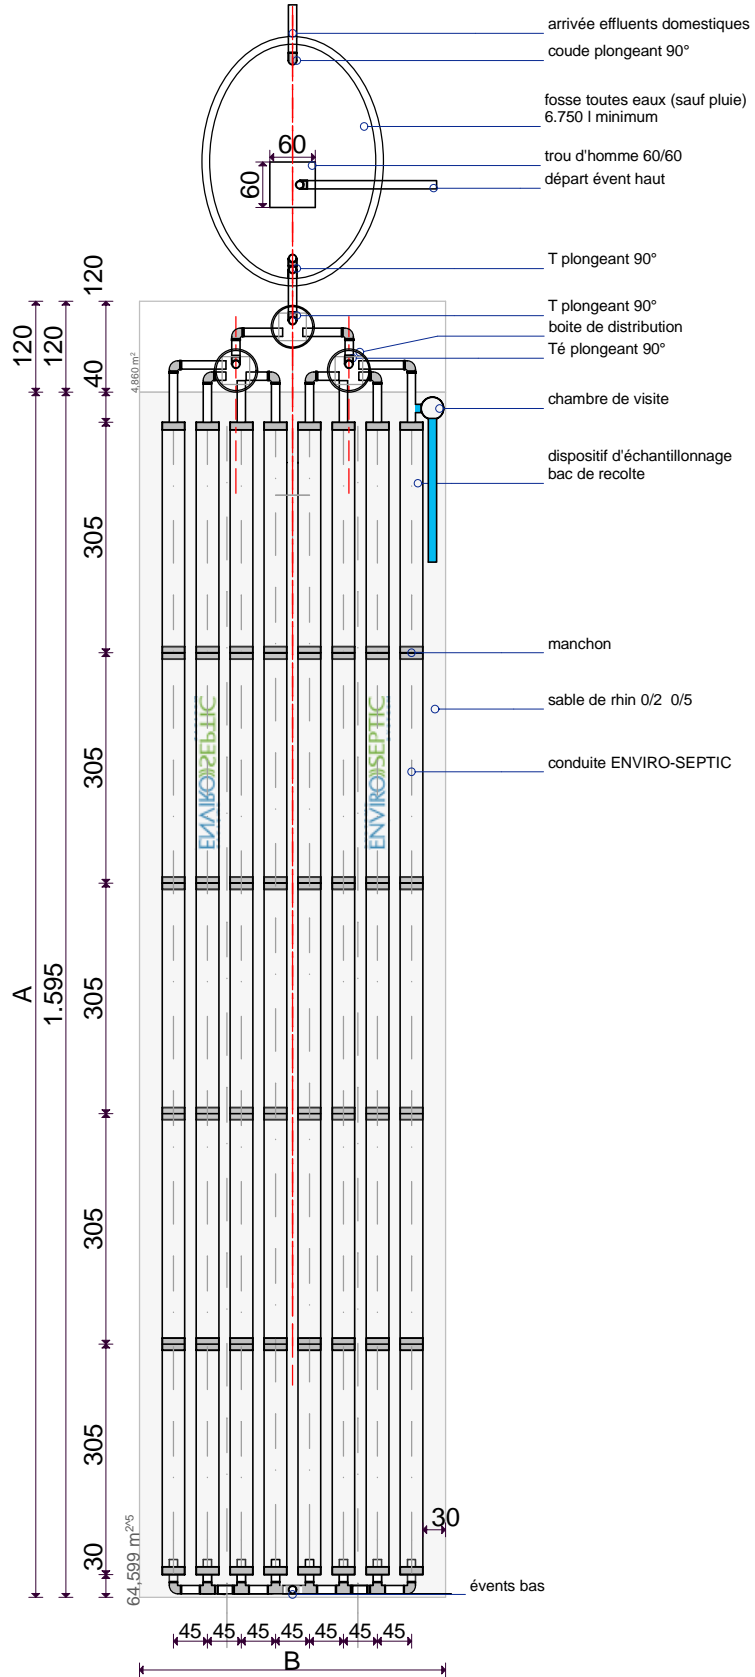 arrivée effluents domestiques
coude plongeant 90°
fosse toutes eaux (sauf pluie)
6.750 l minimum
60
trou d'homme 60/60
60
départ évent haut
T plongeant 90°
120
T plongeant 90°
boite de distribution
Té plongeant 90°
120
120
40
4,860 m²
chambre de visite
dispositif d'échantillonnage
bac de recolte
305
manchon
sable de rhin 0/2 0/5
ENVIRO))SEPTIC
ENVIRO))SEPTIC
conduite ENVIRO-SEPTIC
305
A
1.595
305
305
305
30
30
64,599 m²^5
évents bas
45
45
45
45
45
45
45
B